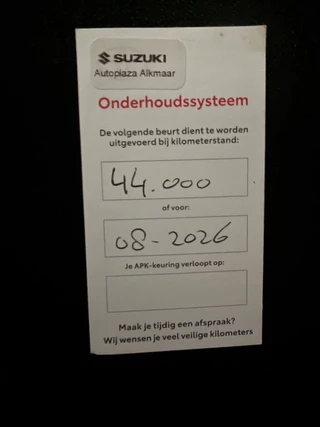 SUZUKI
Autoplaza Alkmaar
Onderhoudssysteem
De volgende beurt dient te worden
uitgevoerd bij kilometerstand:
44.000
of voor:
08-2026
Je APK-keuring verloopt op:
Maak je tijdig een afspraak?
Wij wensen je veel veilige kilometers